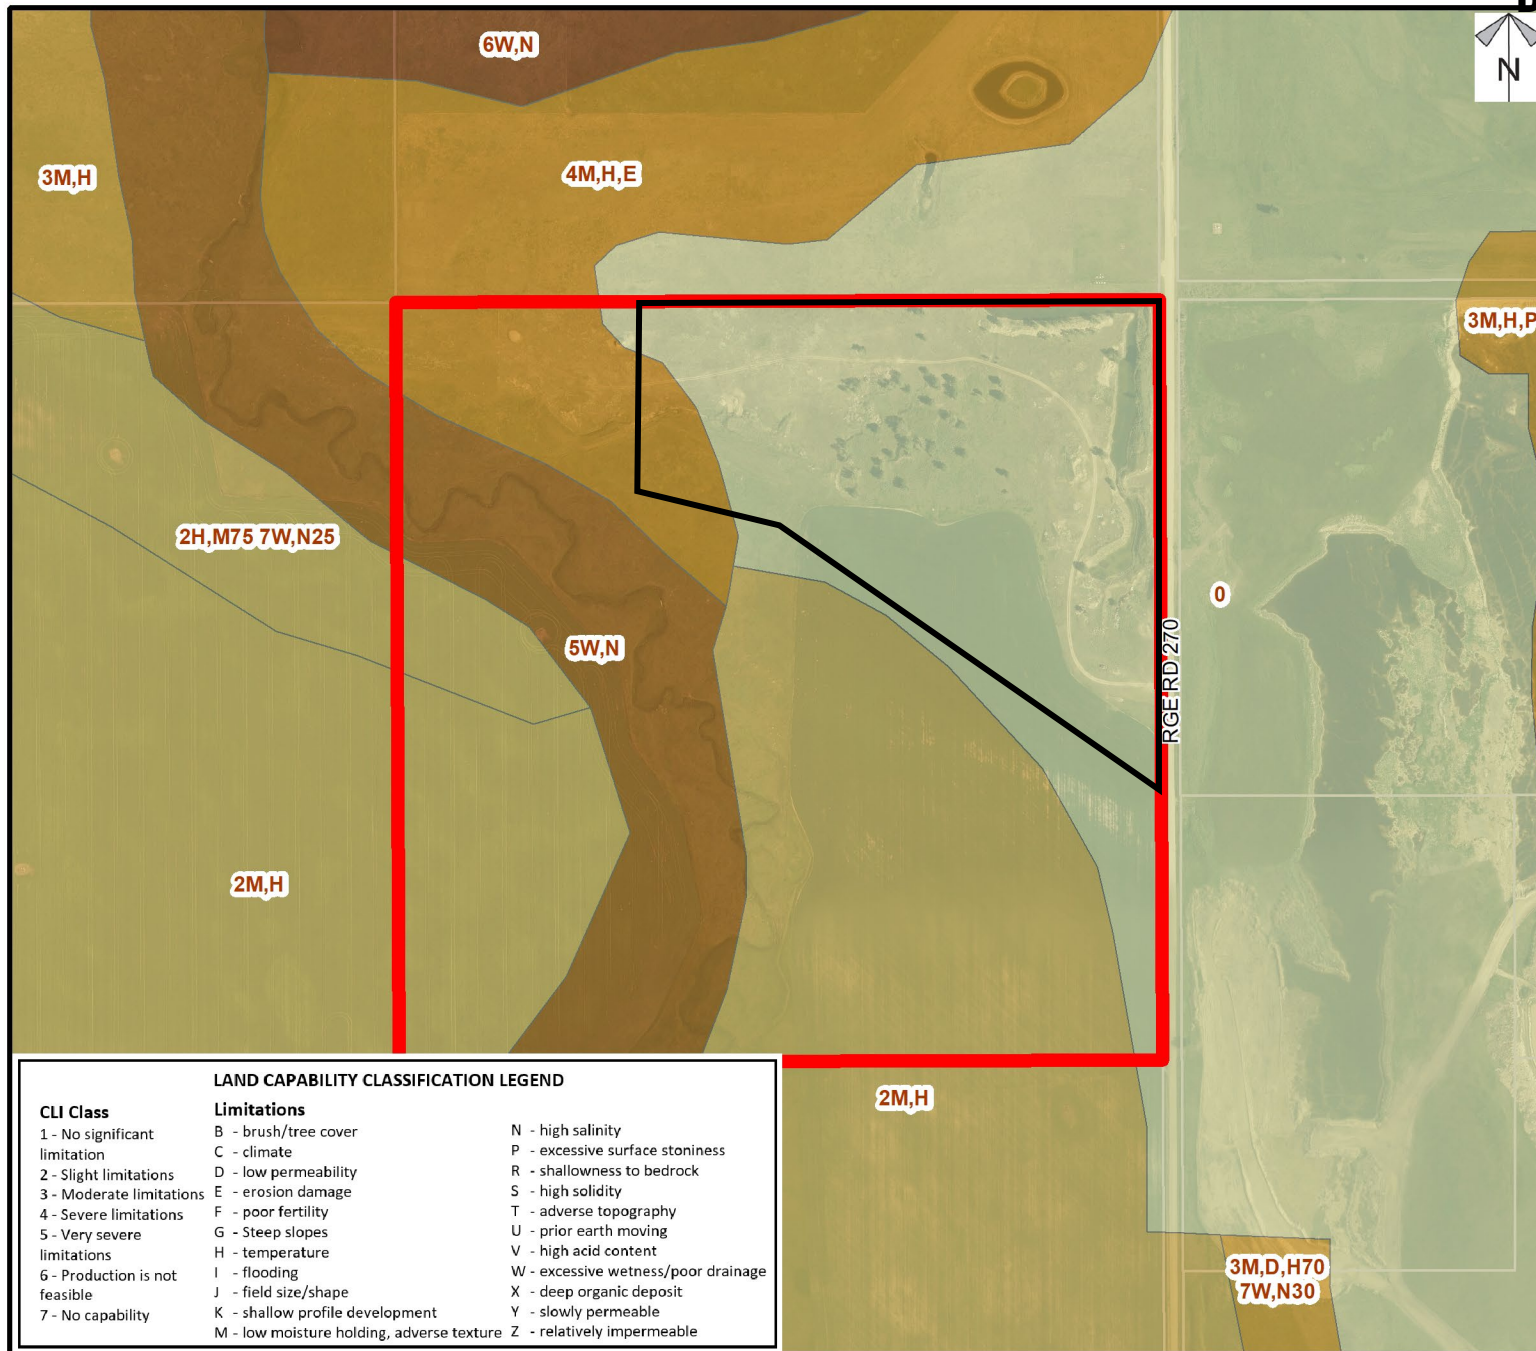 N
6W,N
3M,H
4M,H,E
3M,H,P
2H,M75 7W,N25
0
5W,N
RGE RD 270
2M,H
2M,H
3M,D,H70
7W,N30
LAND CAPABILITY CLASSIFICATION LEGEND
CLI Class
1 - No significant
limitation
2 - Slight limitations
3 - Moderate limitations
4 - Severe limitations
5 - Very severe
limitations
6 - Production is not
feasible
7 - No capability
Limitations
B - brush/tree cover
C - climate
D - low permeability
E - erosion damage
F - poor fertility
G - Steep slopes
H - temperature
I - flooding
J - field size/shape
K - shallow profile development
M - low moisture holding, adverse texture
N - high salinity
P - excessive surface stoniness
R - shallowness to bedrock
S - high solidity
T - adverse topography
U - prior earth moving
V - high acid content
W - excessive wetness/poor drainage
X - deep organic deposit
Y - slowly permeable
Z - relatively impermeable